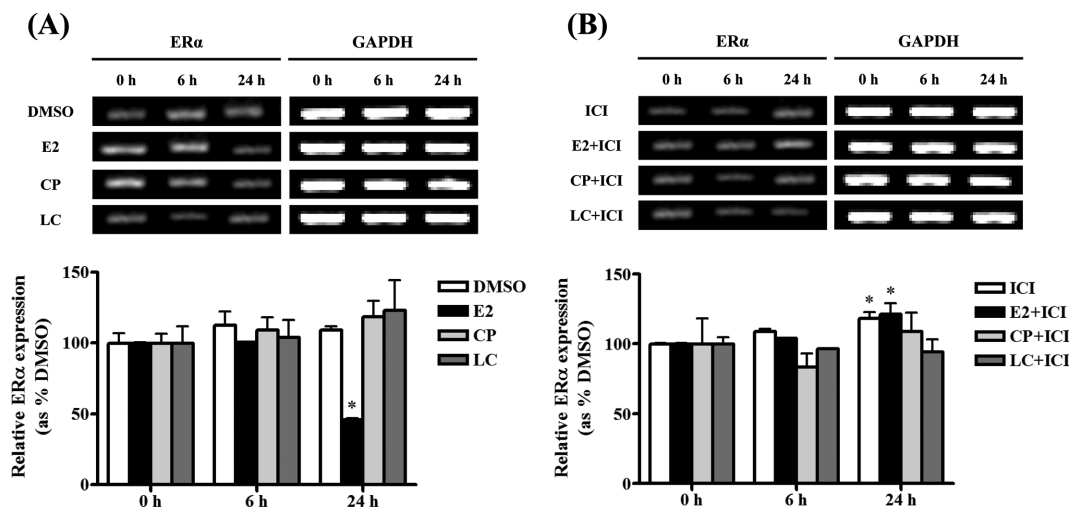 (A)
ERα GAPDH
0 h 6 h 24 h 0 h 6 h 24 h
DMSO
E2
CP
LC
Relative ERα expression
(as % DMSO)
150
100
50
0
0 h 6 h 24 h
DMSO
E2
CP
LC
*
(B)
ERα GAPDH
0 h 6 h 24 h 0 h 6 h 24 h
ICI
E2+ICI
CP+ICI
LC+ICI
Relative ERα expression
(as % DMSO)
150
100
50
0
0 h 6 h 24 h
ICI
E2+ICI
CP+ICI
LC+ICI
* *